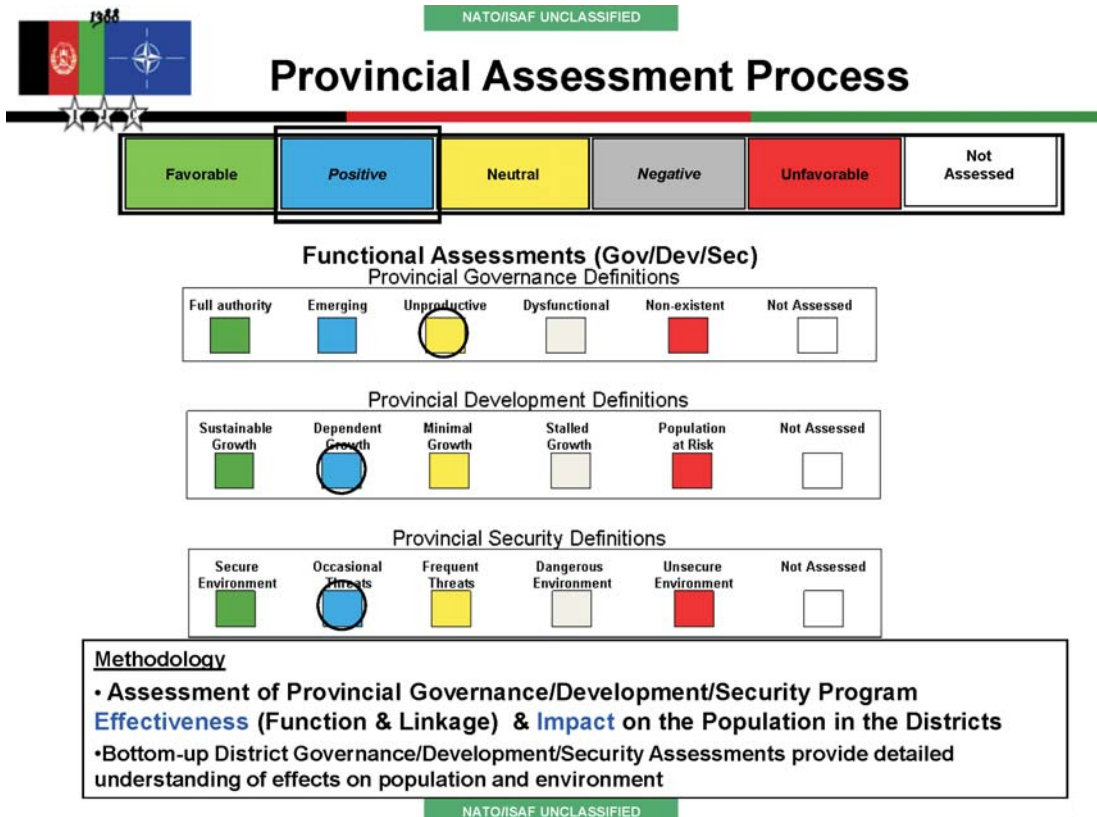 NATO/ISAF UNCLASSIFIED
1388
I J C
Provincial Assessment Process
Favorable Positive Neutral Negative Unfavorable Not Assessed
Functional Assessments (Gov/Dev/Sec)
Provincial Governance Definitions
Full authority Emerging Unproductive Dysfunctional Non-existent Not Assessed
Provincial Development Definitions
Sustainable Growth Dependent Growth Minimal Growth Stalled Growth Population at Risk Not Assessed
Provincial Security Definitions
Secure Environment Occasional Threats Frequent Threats Dangerous Environment Unsecure Environment Not Assessed
Methodology
• Assessment of Provincial Governance/Development/Security Program
Effectiveness (Function & Linkage) & Impact on the Population in the Districts
•Bottom-up District Governance/Development/Security Assessments provide detailed
understanding of effects on population and environment
NATO/ISAF UNCLASSIFIED